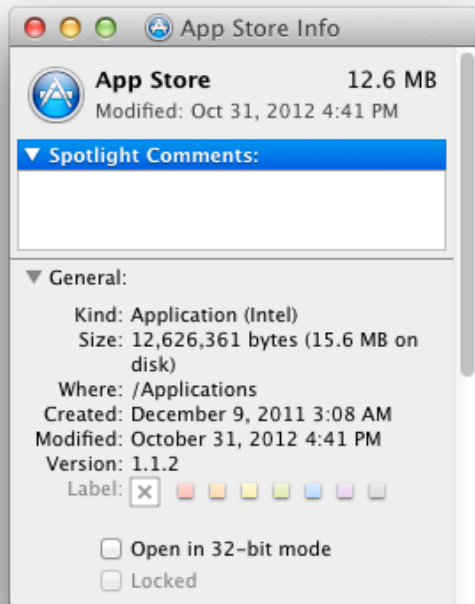 App Store Info
App Store 12.6 MB
Modified: Oct 31, 2012 4:41 PM
Spotlight Comments:
General:
Kind: Application (Intel)
Size: 12,626,361 bytes (15.6 MB on
disk)
Where: /Applications
Created: December 9, 2011 3:08 AM
Modified: October 31, 2012 4:41 PM
Version: 1.1.2
Label:
Open in 32-bit mode
Locked